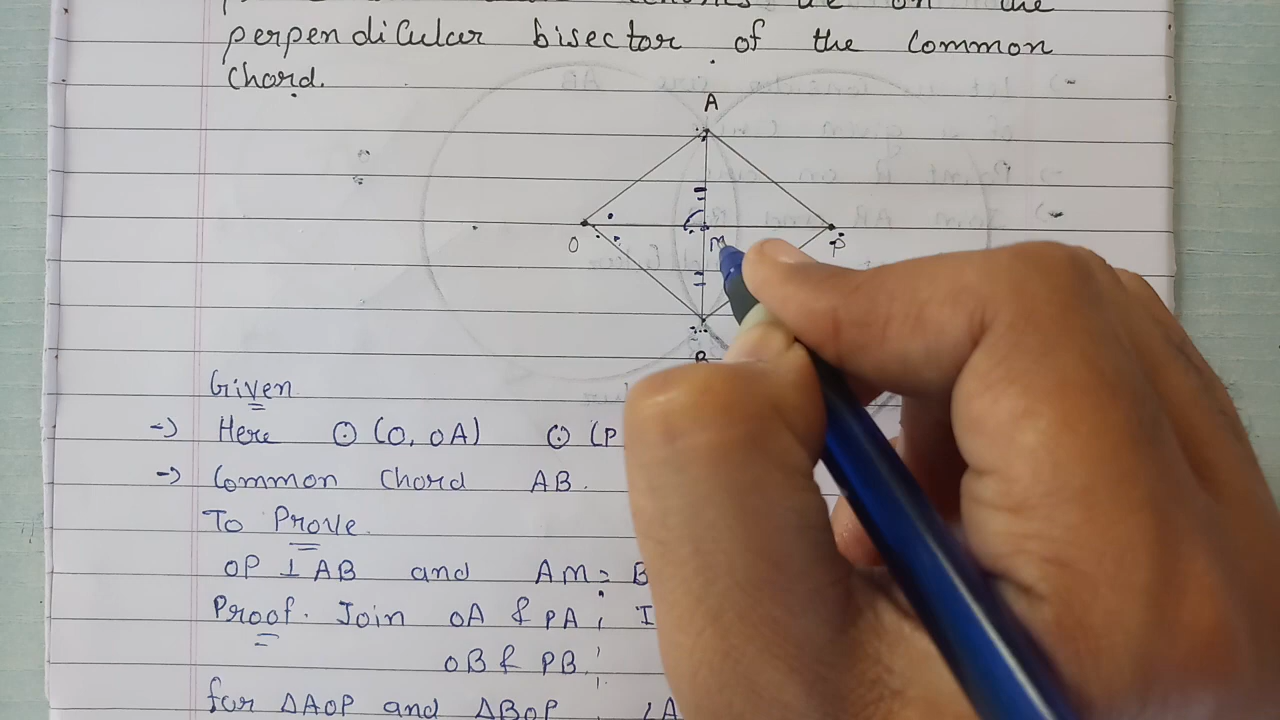 the
perpendicular bisector of the common
chord.
A
O
M
P
B
Given
-) Here ⊙ (O, OA) ⊙ (P
-) Common Chord AB.
To Prove.
OP ⊥ AB and AM = B
Proof. Join OA & PA ;
OB & PB ;
for ΔAOP and ΔBOP